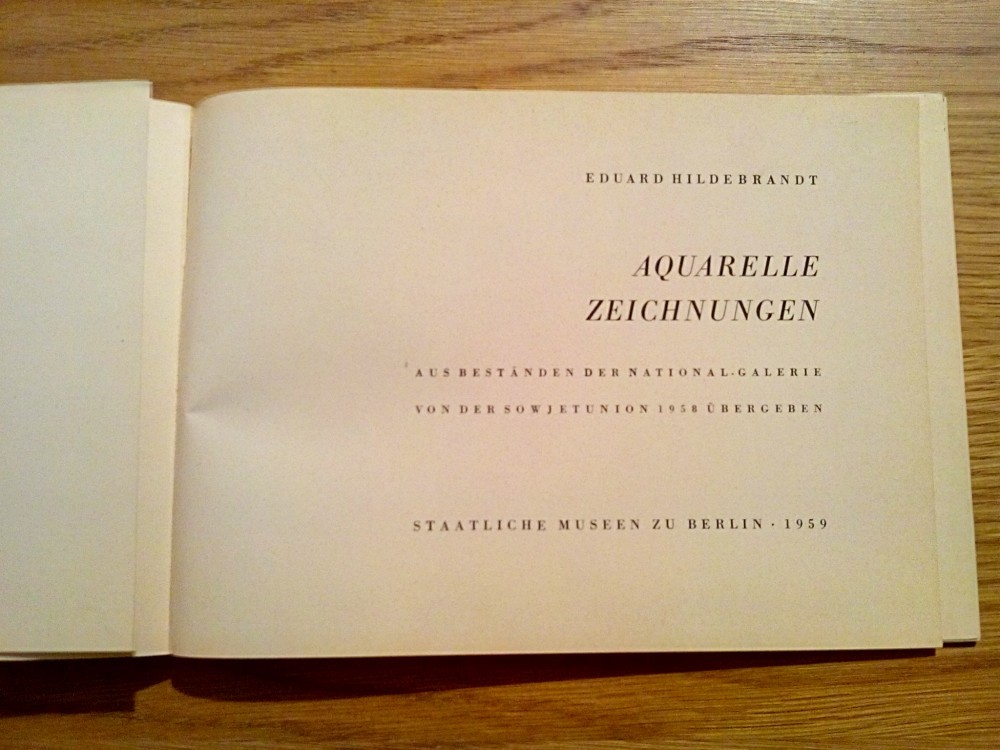 EDUARD HILDEBRANDT
AQUARELLE
ZEICHNUNGEN
AUS BESTÄNDEN DER NATIONAL-GALERIE
VON DER SOWJETUNION 1958 ÜBERGEBEN
STAATLICHE MUSEEN ZU BERLIN · 1959